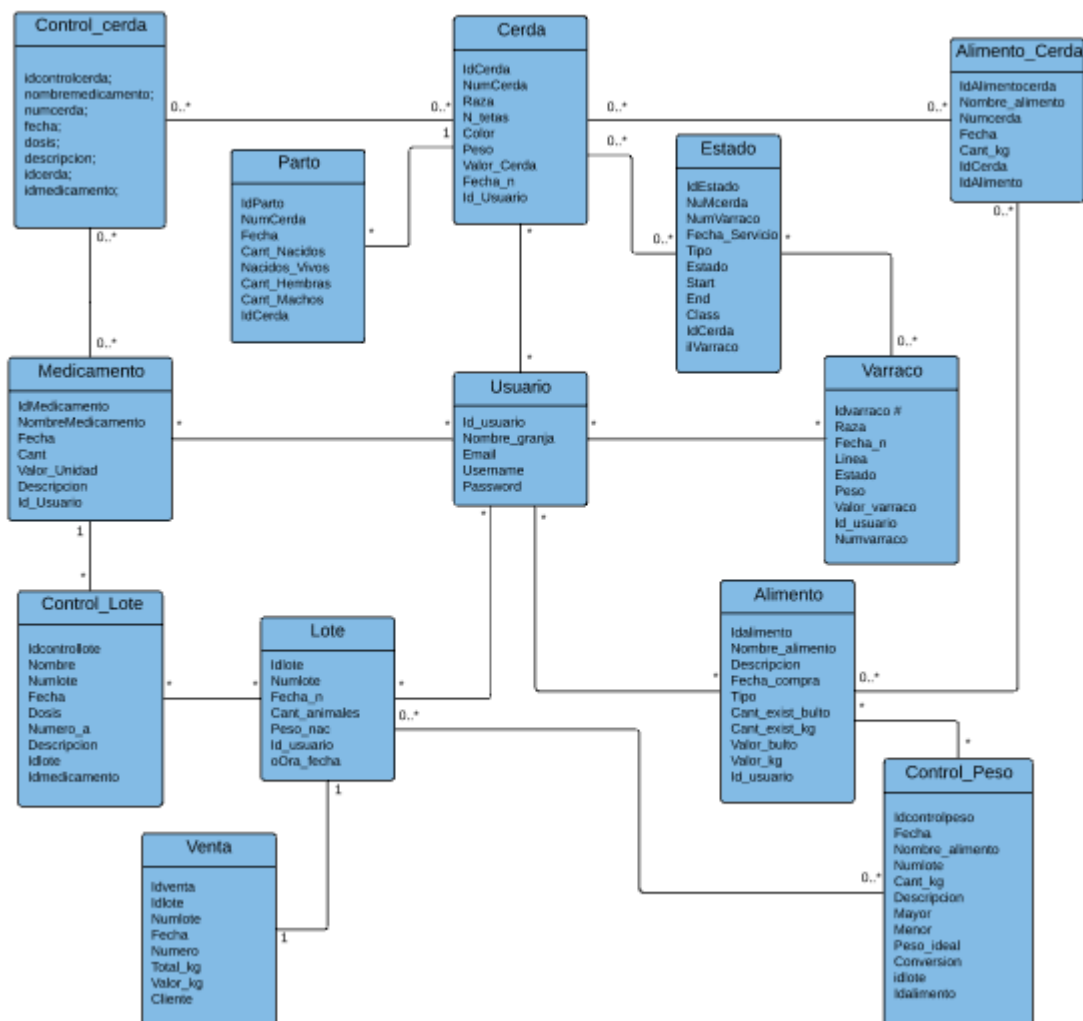 Control_cerda
idcontrolcerda;
nombremedicamento;
numcerda;
fecha;
dosis;
descripcion;
idcerda;
idmedicamento;
0..*
0..*
0..*
0..*
Cerda
IdCerda
NumCerda
Raza
N_tetas
Color
Peso
Valor_Cerda
Fecha_n
Id_Usuario
1
*
0..*
0..*
0..*
0..*
*
*
Alimento_Cerda
IdAlimentocerda
Nombre_alimento
Numcerda
Fecha
Cant_kg
IdCerda
IdAlimento
0..*
0..*
Parto
IdParto
NumCerda
Fecha
Cant_Nacidos
Nacidos_Vivos
Cant_Hembras
Cant_Machos
IdCerda
Estado
IdEstado
NuMcerda
NumVarraco
Fecha_Servicio
Tipo
Estado
Start
End
Class
IdCerda
ilVarraco
*
0..*
Medicamento
IdMedicamento
NombreMedicamento
Fecha
Cant
Valor_Unidad
Descripcion
Id_Usuario
*
*
1
*
Usuario
Id_usuario
Nombre_granja
Email
Username
Password
*
*
*
*
*
*
Varraco
Idvarraco #
Raza
Fecha_n
Linea
Estado
Peso
Valor_varraco
Id_usuario
Numvarraco
Control_Lote
Idcontrollote
Nombre
Numlote
Fecha
Dosis
Numero_a
Descripcion
Idlote
Idmedicamento
*
*
Lote
Idlote
Numlote
Fecha_n
Cant_animales
Peso_nac
Id_usuario
oOra_fecha
0..*
0..*
1
1
Alimento
Idalimento
Nombre_alimento
Descripcion
Fecha_compra
Tipo
Cant_exist_bulto
Cant_exist_kg
Valor_bulto
Valor_kg
Id_usuario
*
*
Control_Peso
Idcontrolpeso
Fecha
Nombre_alimento
Numlote
Cant_kg
Descripcion
Mayor
Menor
Peso_ideal
Conversion
idlote
Idalimento
Venta
Idventa
Idlote
Numlote
Fecha
Numero
Total_kg
Valor_kg
Cliente